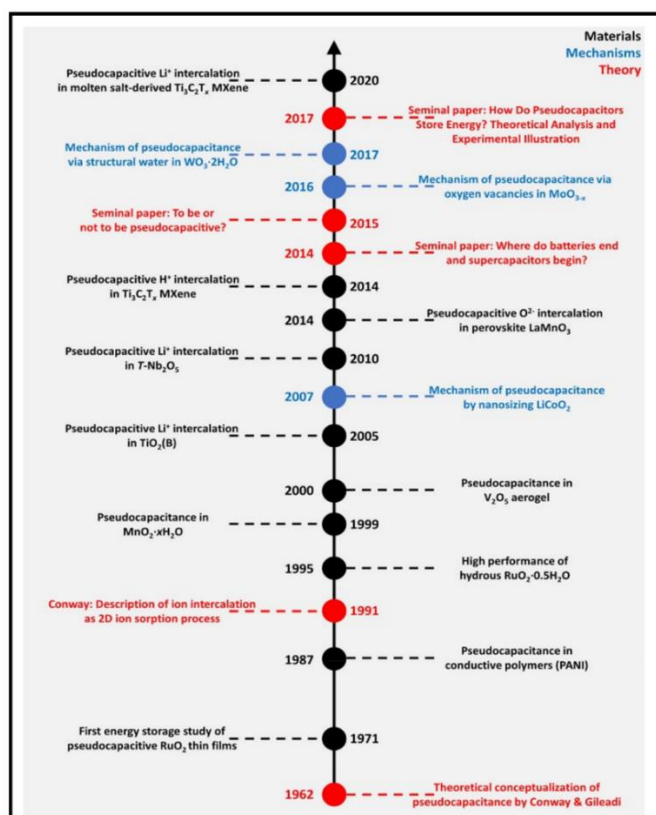 Materials
Mechanisms
Theory
Pseudocapacitive Li⁺ intercalation
in molten salt-derived Ti₃C₂Tₓ MXene
2020
2017
Seminal paper: How Do Pseudocapacitors
Store Energy? Theoretical Analysis and
Experimental Illustration
Mechanism of pseudocapacitance
via structural water in WO₃·2H₂O
2017
2016
Mechanism of pseudocapacitance via
oxygen vacancies in MoO₃₋ₓ
Seminal paper: To be or
not to be pseudocapacitive?
2015
2014
Seminal paper: Where do batteries end
and supercapacitors begin?
Pseudocapacitive H⁺ intercalation
in Ti₃C₂Tₓ MXene
2014
2014
Pseudocapacitive O²⁻ intercalation
in perovskite LaMnO₃
Pseudocapacitive Li⁺ intercalation
in T-Nb₂O₅
2010
2007
Mechanism of pseudocapacitance
by nanosizing LiCoO₂
Pseudocapacitive Li⁺ intercalation
in TiO₂(B)
2005
2000
Pseudocapacitance in
V₂O₅ aerogel
Pseudocapacitance in
MnO₂·xH₂O
1999
1995
High performance of
hydrous RuO₂·0.5H₂O
Conway: Description of ion intercalation
as 2D ion sorption process
1991
1987
Pseudocapacitance in
conductive polymers (PANI)
First energy storage study of
pseudocapacitive RuO₂ thin films
1971
1962
Theoretical conceptualization of
pseudocapacitance by Conway & Gileadi